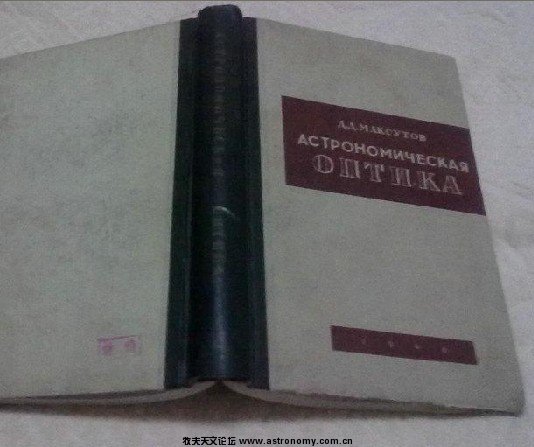 Д.Д.МАКСУТОВ
АСТРОНОМИЧЕСКАЯ
ОПТИКА
牧夫天文论坛 www.astronomy.com.cn